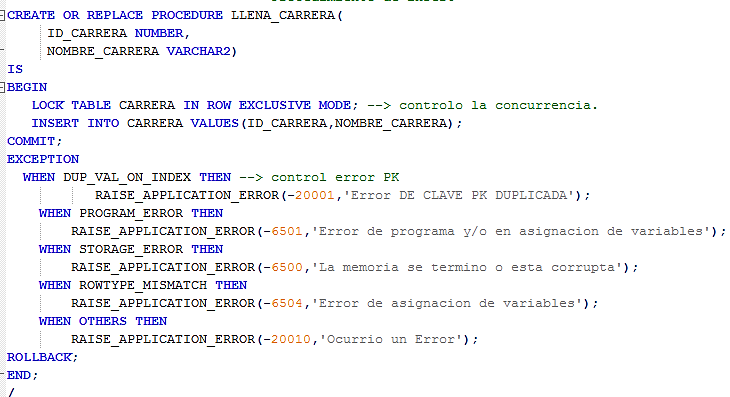 CREATE OR REPLACE PROCEDURE LLENA_CARRERA(
ID_CARRERA NUMBER,
NOMBRE_CARRERA VARCHAR2)
IS
BEGIN
LOCK TABLE CARRERA IN ROW EXCLUSIVE MODE; --> controlo la concurrencia.
INSERT INTO CARRERA VALUES(ID_CARRERA,NOMBRE_CARRERA);
COMMIT;
EXCEPTION
WHEN DUP_VAL_ON_INDEX THEN --> control error PK
RAISE_APPLICATION_ERROR(-20001,'Error DE CLAVE PK DUPLICADA');
WHEN PROGRAM_ERROR THEN
RAISE_APPLICATION_ERROR(-6501,'Error de programa y/o en asignacion de variables');
WHEN STORAGE_ERROR THEN
RAISE_APPLICATION_ERROR(-6500,'La memoria se termino o esta corrupta');
WHEN ROWTYPE_MISMATCH THEN
RAISE_APPLICATION_ERROR(-6504,'Error de asignacion de variables');
WHEN OTHERS THEN
RAISE_APPLICATION_ERROR(-20010,'Ocurrio un Error');
ROLLBACK;
END;
/